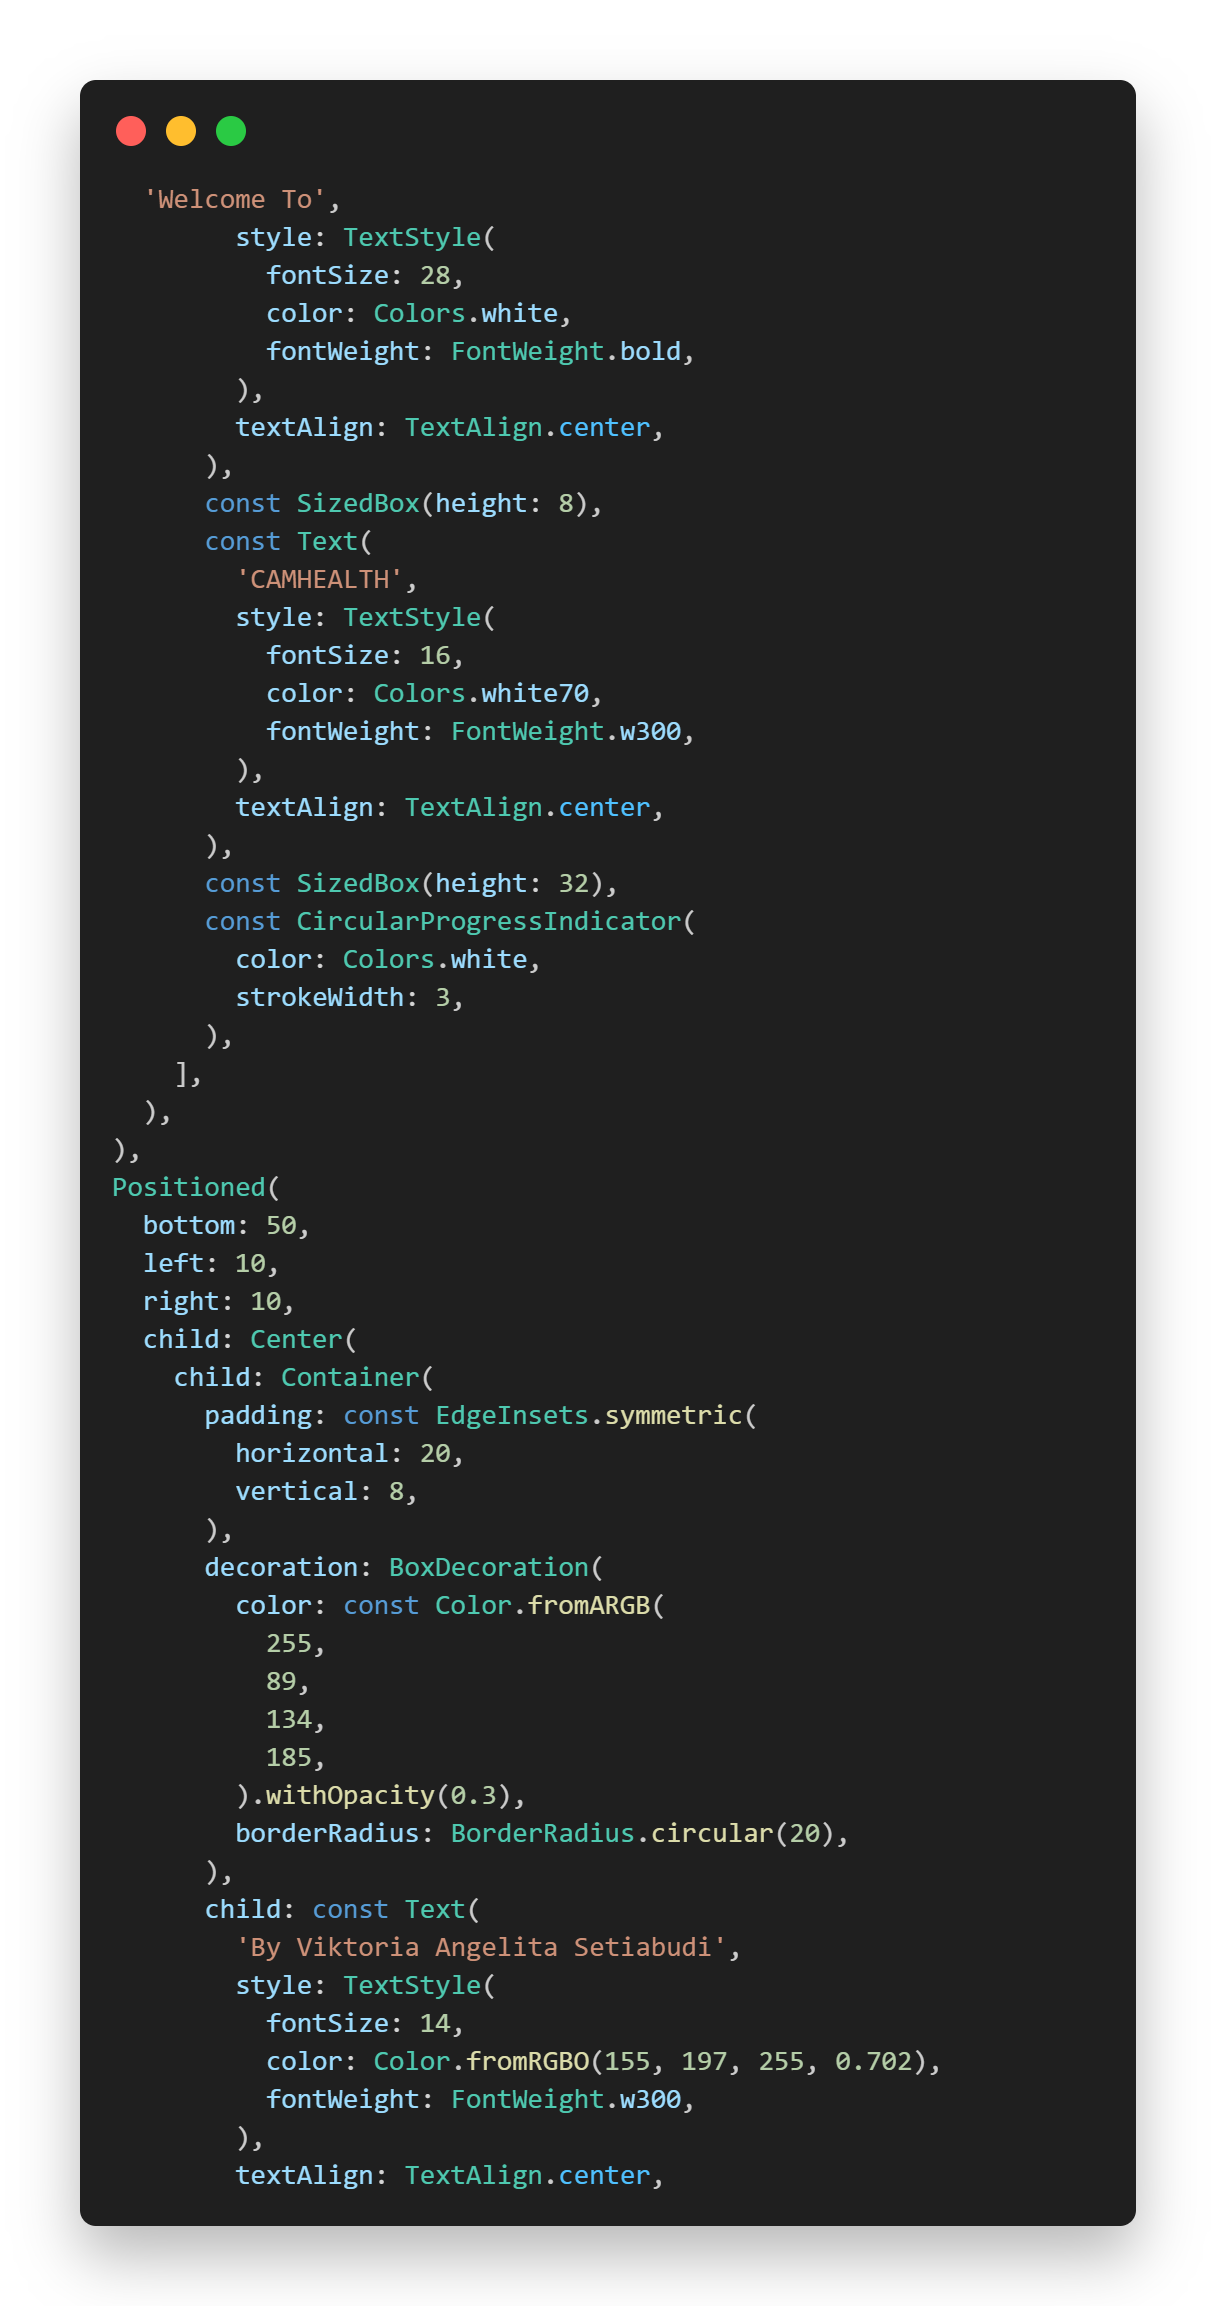 'Welcome To',
      style: TextStyle(
        fontSize: 28,
        color: Colors.white,
        fontWeight: FontWeight.bold,
      ),
      textAlign: TextAlign.center,
    ),
    const SizedBox(height: 8),
    const Text(
      'CAMHEALTH',
      style: TextStyle(
        fontSize: 16,
        color: Colors.white70,
        fontWeight: FontWeight.w300,
      ),
      textAlign: TextAlign.center,
    ),
    const SizedBox(height: 32),
    const CircularProgressIndicator(
      color: Colors.white,
      strokeWidth: 3,
    ),
  ],
  ),
),
Positioned(
  bottom: 50,
  left: 10,
  right: 10,
  child: Center(
    child: Container(
      padding: const EdgeInsets.symmetric(
        horizontal: 20,
        vertical: 8,
      ),
      decoration: BoxDecoration(
        color: const Color.fromARGB(
          255,
          89,
          134,
          185,
        ).withOpacity(0.3),
        borderRadius: BorderRadius.circular(20),
      ),
      child: const Text(
        'By Viktoria Angelita Setiabudi',
        style: TextStyle(
          fontSize: 14,
          color: Color.fromRGBO(155, 197, 255, 0.702),
          fontWeight: FontWeight.w300,
        ),
        textAlign: TextAlign.center,